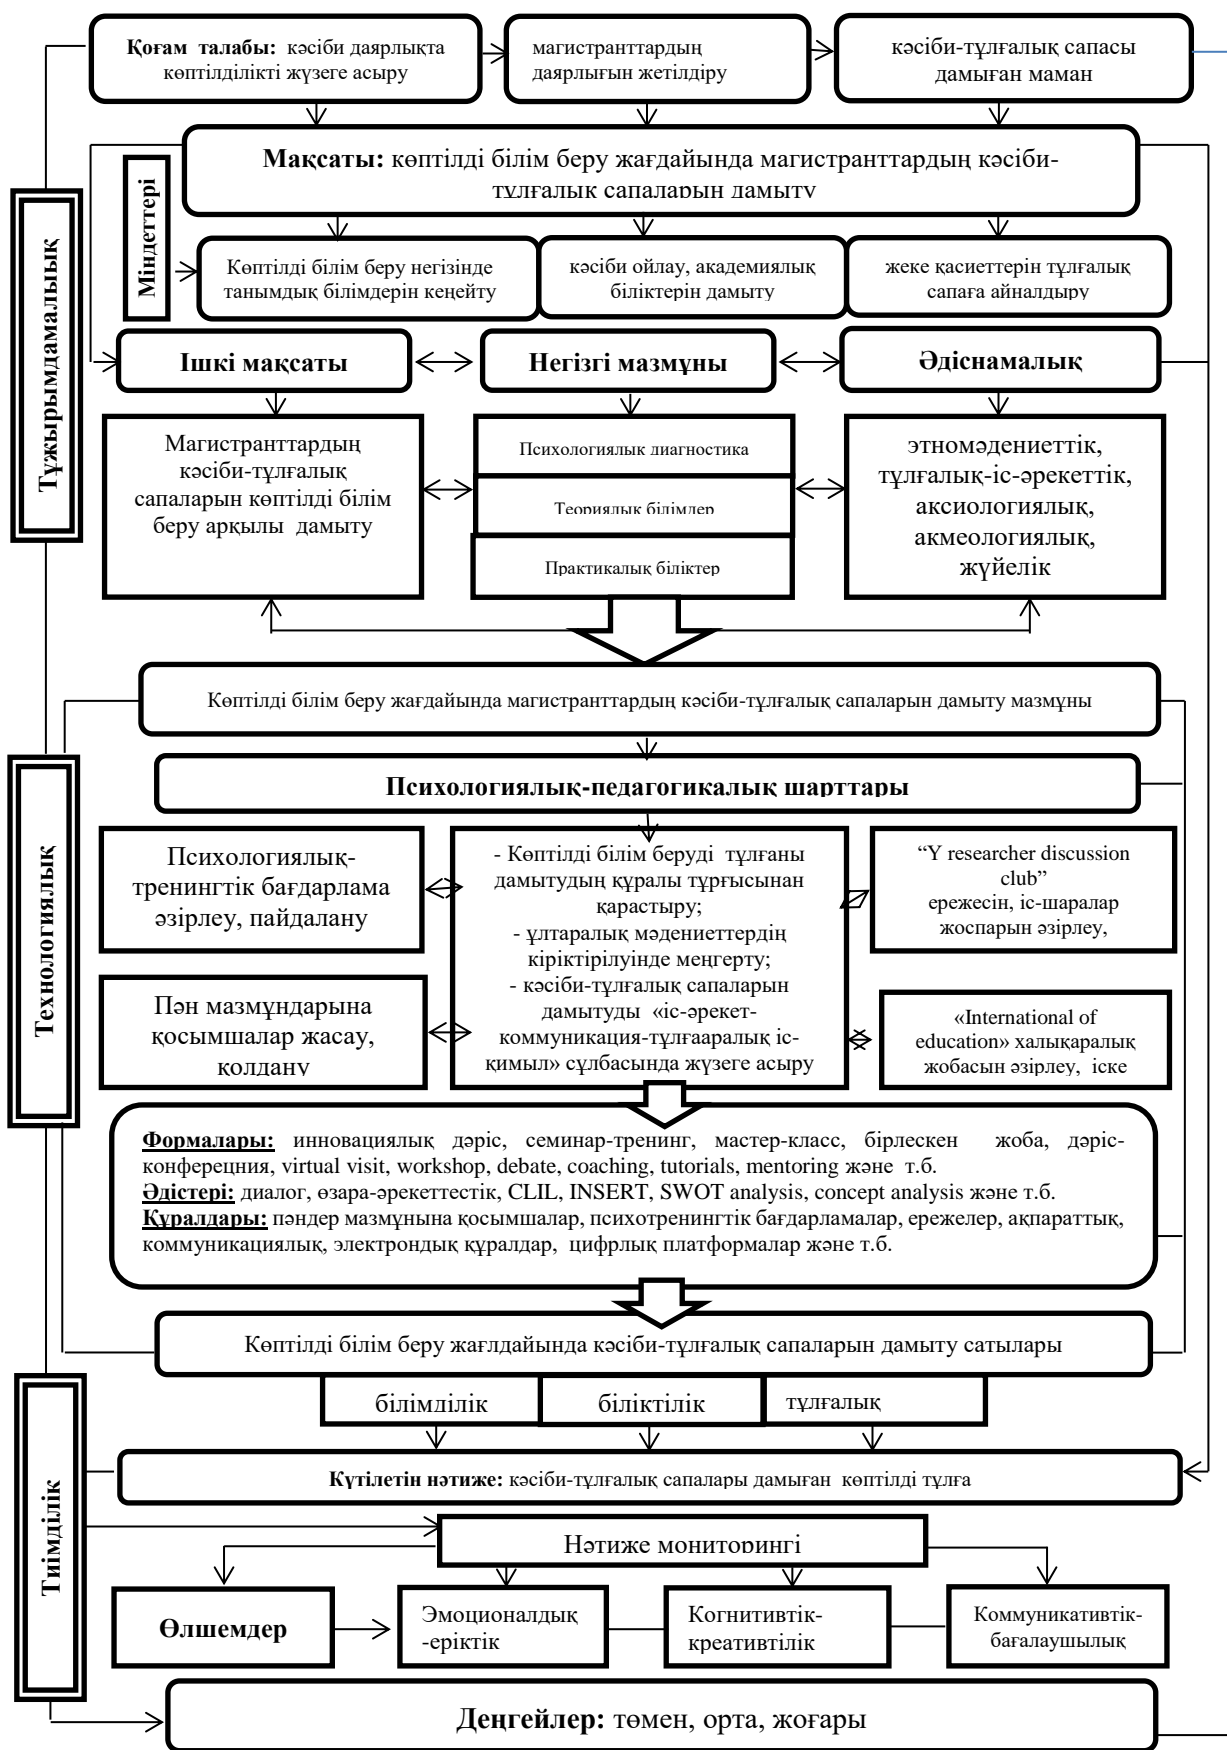 Қоғам талабы: кәсіби даярлықта
көптілділікті жүзеге асыру
магистранттардың
даярлығын жетілдіру
кәсіби-тұлғалық сапасы
дамыған маман
Мақсаты: көптілді білім беру жағдайында магистранттардың кәсіби-
тұлғалық сапаларын дамыту
Тұжырымдамалық
Міндеттері
Көптілді білім беру негізінде
танымдық білімдерін кеңейту
кәсіби ойлау, академиялық
біліктерін дамыту
жеке қасиеттерін тұлғалық
сапаға айналдыру
Ішкі мақсаты
Негізгі мазмұны
Әдіснамалық
Магистранттардың
кәсіби-тұлғалық
сапаларын көптілді білім
беру арқылы дамыту
Психологиялық диагностика
Теориялық білімдер
Практикалық біліктер
этномәдениеттік,
тұлғалық-іс-әрекеттік,
аксиологиялық,
акмеологиялық,
жүйелік
Көптілді білім беру жағдайында магистранттардың кәсіби-тұлғалық сапаларын дамыту мазмұны
Технологиялық
Психологиялық-педагогикалық шарттары
Психологиялық-
тренингтік бағдарлама
әзірлеу, пайдалану
Пән мазмұндарына
қосымшалар жасау,
қолдану
- Көптілді білім беруді тұлғаны
дамытудың құралы тұрғысынан
қарастыру;
- ұлтаралық мәдениеттердің
кіріктірілуінде меңгерту;
- кәсіби-тұлғалық сапаларын
дамытуды «іс-әрекет-
коммуникация-тұлғааралық іс-
қимыл» сұлбасында жүзеге асыру
“Y researcher discussion
club”
ережесін, іс-шаралар
жоспарын әзірлеу,
«International of
education» халықаралық
жобасын әзірлеу, іске
Формалары: инновациялық дәріс, семинар-тренинг, мастер-класс, бірлескен жоба, дәріс-
конферецния, virtual visit, workshop, debate, coaching, tutorials, mentoring және т.б.
Әдістері: диалог, өзара-әрекеттестік, CLIL, INSERT, SWOT analysis, concept analysis және т.б.
Құралдары: пәндер мазмұнына қосымшалар, психотренингтік бағдарламалар, ережелер, ақпараттық,
коммуникациялық, электрондық құралдар, цифрлық платформалар және т.б.
Көптілді білім беру жағлдайында кәсіби-тұлғалық сапаларын дамыту сатылары
білімділік
біліктілік
тұлғалық
Тиімділік
Күтілетін нәтиже: кәсіби-тұлғалық сапалары дамыған көптілді тұлға
Нәтиже мониторингі
Өлшемдер
Эмоционалдық
-еріктік
Когнитивтік-
креативтілік
Коммуникативтік-
бағалаушылық
Деңгейлер: төмен, орта, жоғары